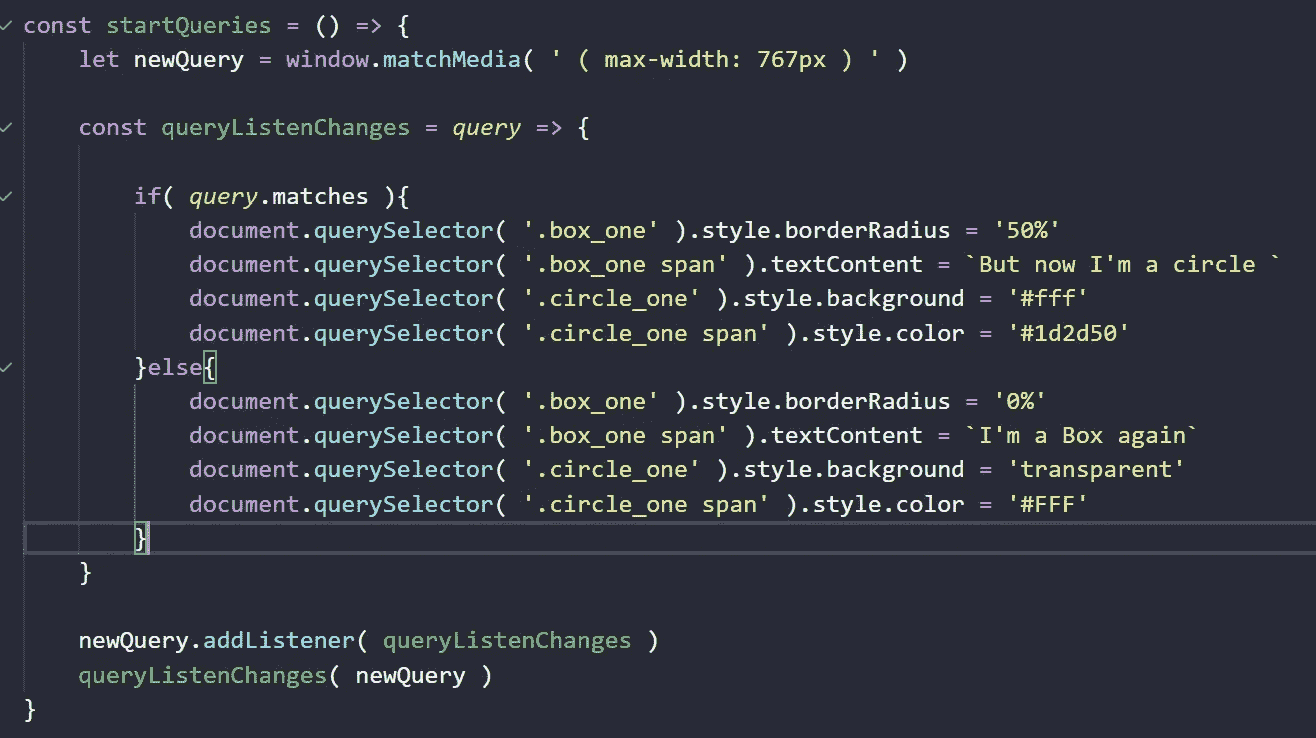 const startQueries = () => {
    let newQuery = window.matchMedia( ' ( max-width: 767px ) ' )
    const queryListenChanges = query => {
        if( query.matches ){
            document.querySelector( '.box_one' ).style.borderRadius = '50%'
            document.querySelector( '.box_one span' ).textContent = `But now I'm a circle `
            document.querySelector( '.circle_one' ).style.background = '#fff'
            document.querySelector( '.circle_one span' ).style.color = '#1d2d50'
        }else{
            document.querySelector( '.box_one' ).style.borderRadius = '0%'
            document.querySelector( '.box_one span' ).textContent = `I'm a Box again`
            document.querySelector( '.circle_one' ).style.background = 'transparent'
            document.querySelector( '.circle_one span' ).style.color = '#FFF'
        }
    }
    newQuery.addListener( queryListenChanges )
    queryListenChanges( newQuery )
}